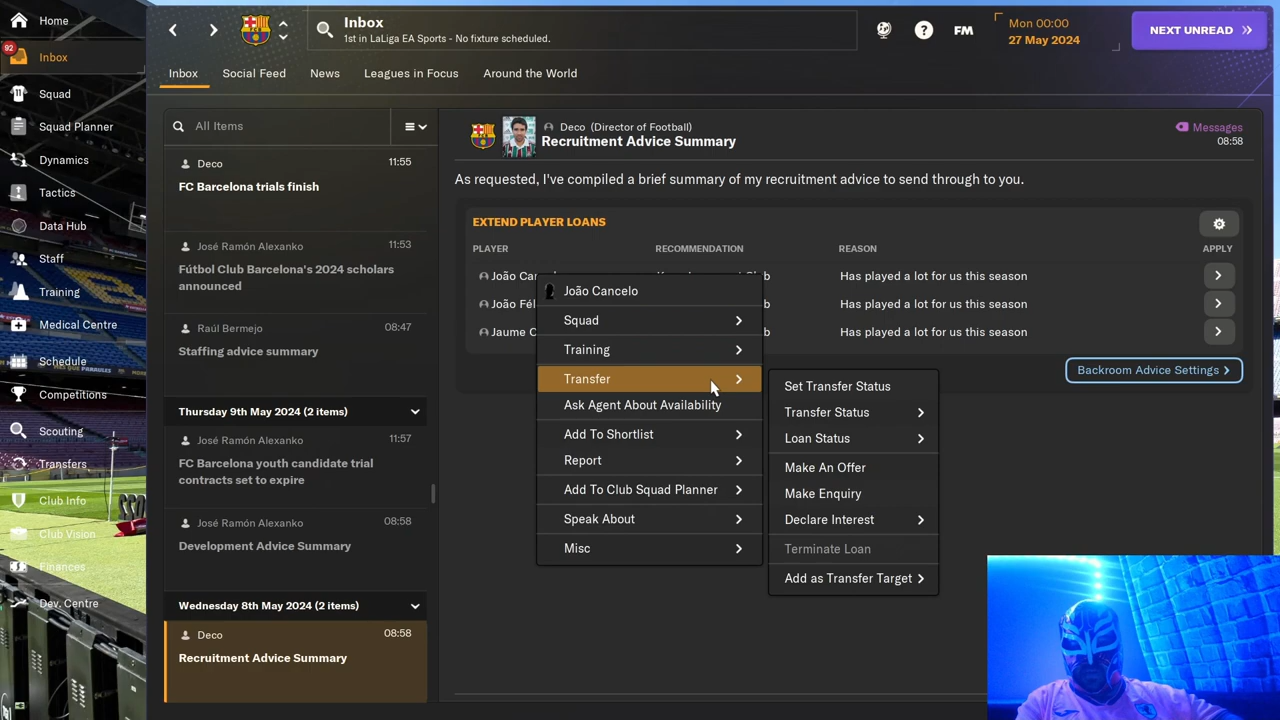 Home
92
Inbox
Squad
Squad Planner
Dynamics
Tactics
Data Hub
Staff
Training
Medical Centre
Schedule
Competitions
Scouting
Transfers
Club Info
Club Vision
Finances
Dev. Centre
Inbox
1st in LaLiga EA Sports - No fixture scheduled.
?
FM
Mon 00:00
27 May 2024
NEXT UNREAD
Inbox
Social Feed
News
Leagues in Focus
Around the World
All Items
Deco 11:55
FC Barcelona trials finish
José Ramón Alexanko 11:53
Fútbol Club Barcelona's 2024 scholars
announced
Raúl Bermejo 08:47
Staffing advice summary
Thursday 9th May 2024 (2 items)
José Ramón Alexanko 11:57
FC Barcelona youth candidate trial
contracts set to expire
José Ramón Alexanko 08:58
Development Advice Summary
Wednesday 8th May 2024 (2 items)
Deco 08:58
Recruitment Advice Summary
Deco (Director of Football)
Recruitment Advice Summary
Messages
08:58
As requested, I've compiled a brief summary of my recruitment advice to send through to you.
EXTEND PLAYER LOANS
PLAYER RECOMMENDATION REASON APPLY
João Has played a lot for us this season
João Has played a lot for us this season
Jaume Has played a lot for us this season
Backroom Advice Settings
João Cancelo
Squad
Training
Transfer
Ask Agent About Availability
Add To Shortlist
Report
Add To Club Squad Planner
Speak About
Misc
Set Transfer Status
Transfer Status
Loan Status
Make An Offer
Make Enquiry
Declare Interest
Terminate Loan
Add as Transfer Target